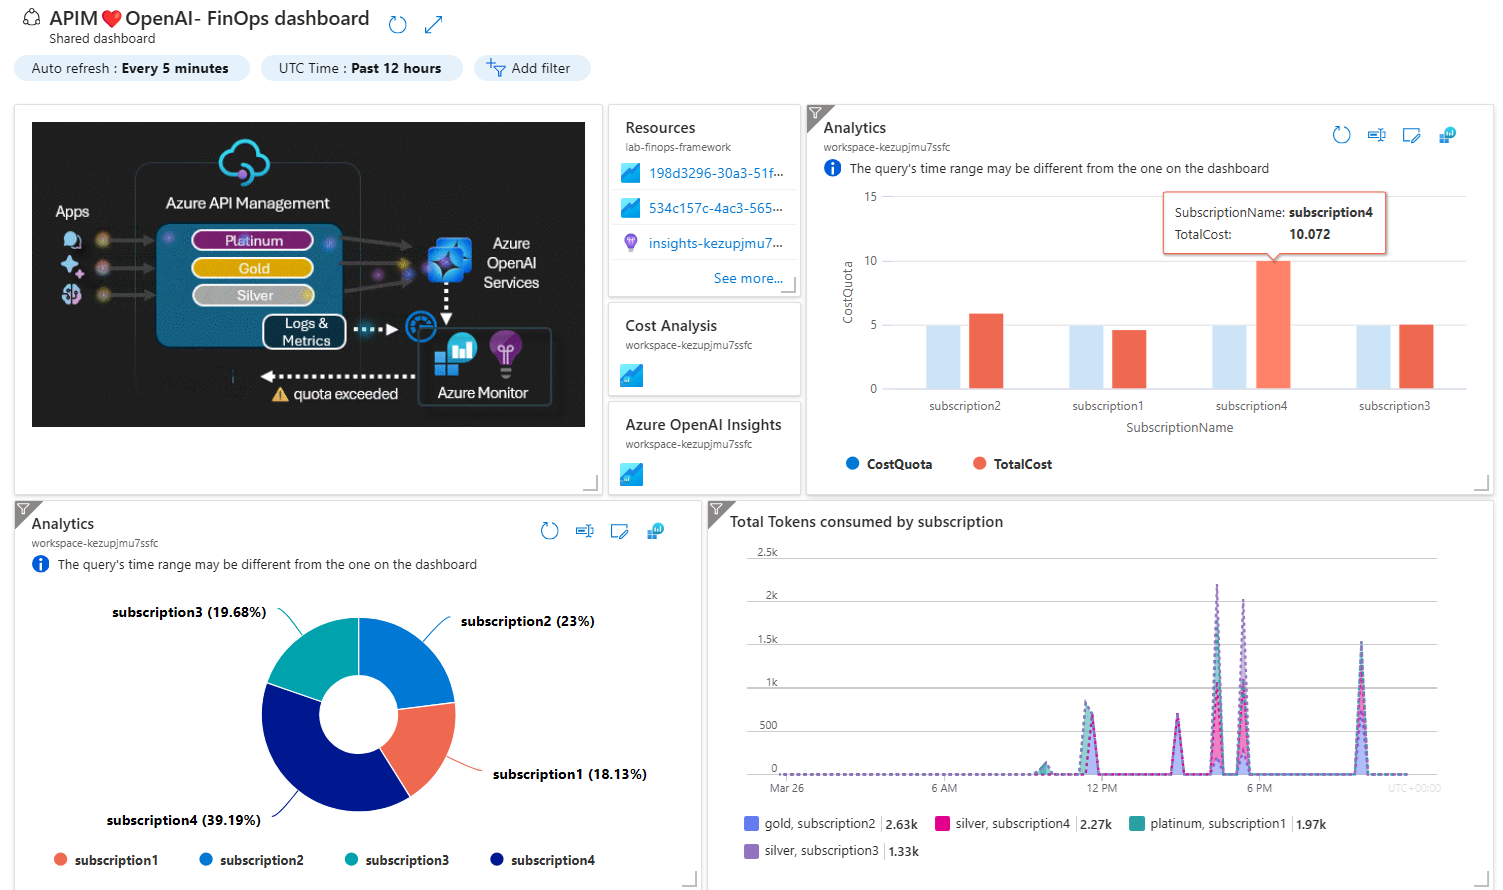 APIM❤️OpenAI- FinOps dashboard
Shared dashboard
Auto refresh : Every 5 minutes
UTC Time : Past 12 hours
Add filter
Apps
Azure API Management
Platinum
Gold
Silver
Logs &
Metrics
Azure
OpenAI
Services
quota exceeded
Azure Monitor
Resources
lab-finops-framework
198d3296-30a3-51f...
534c157c-4ac3-565...
insights-kezupjmu7...
See more...
Cost Analysis
workspace-kezupjmu7ssfc
Azure OpenAI Insights
workspace-kezupjmu7ssfc
Analytics
workspace-kezupjmu7ssfc
The query's time range may be different from the one on the dashboard
15
10
5
0
CostQuota
SubscriptionName: subscription4
TotalCost: 10.072
subscription2
subscription1
subscription4
subscription3
SubscriptionName
CostQuota
TotalCost
Analytics
workspace-kezupjmu7ssfc
The query's time range may be different from the one on the dashboard
subscription3 (19.68%)
subscription2 (23%)
subscription1 (18.13%)
subscription4 (39.19%)
subscription1
subscription2
subscription3
subscription4
Total Tokens consumed by subscription
2.5k
2k
1.5k
1k
500
0
Mar 26
6 AM
12 PM
6 PM
UTC+00:00
gold, subscription2 2.63k
silver, subscription4 2.27k
platinum, subscription1 1.97k
silver, subscription3 1.33k